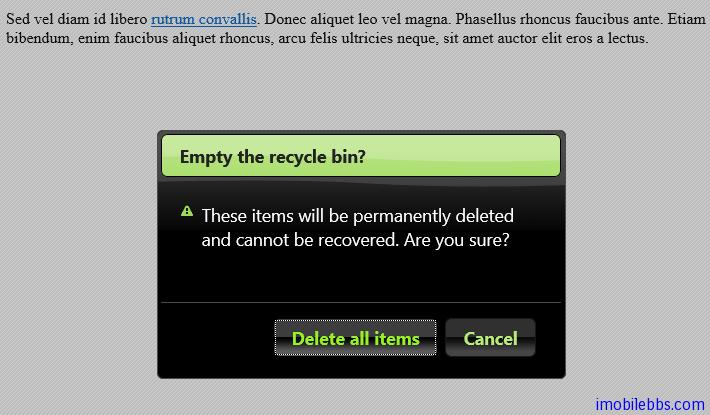 Sed vel diam id libero rutrum convallis. Donec aliquet leo vel magna. Phasellus rhoncus faucibus ante. Etiam
bibendum, enim faucibus aliquet rhoncus, arcu felis ultricies neque, sit amet auctor elit eros a lectus.
Empty the recycle bin?
These items will be permanently deleted
and cannot be recovered. Are you sure?
Delete all items
Cancel
imobilebbs.com